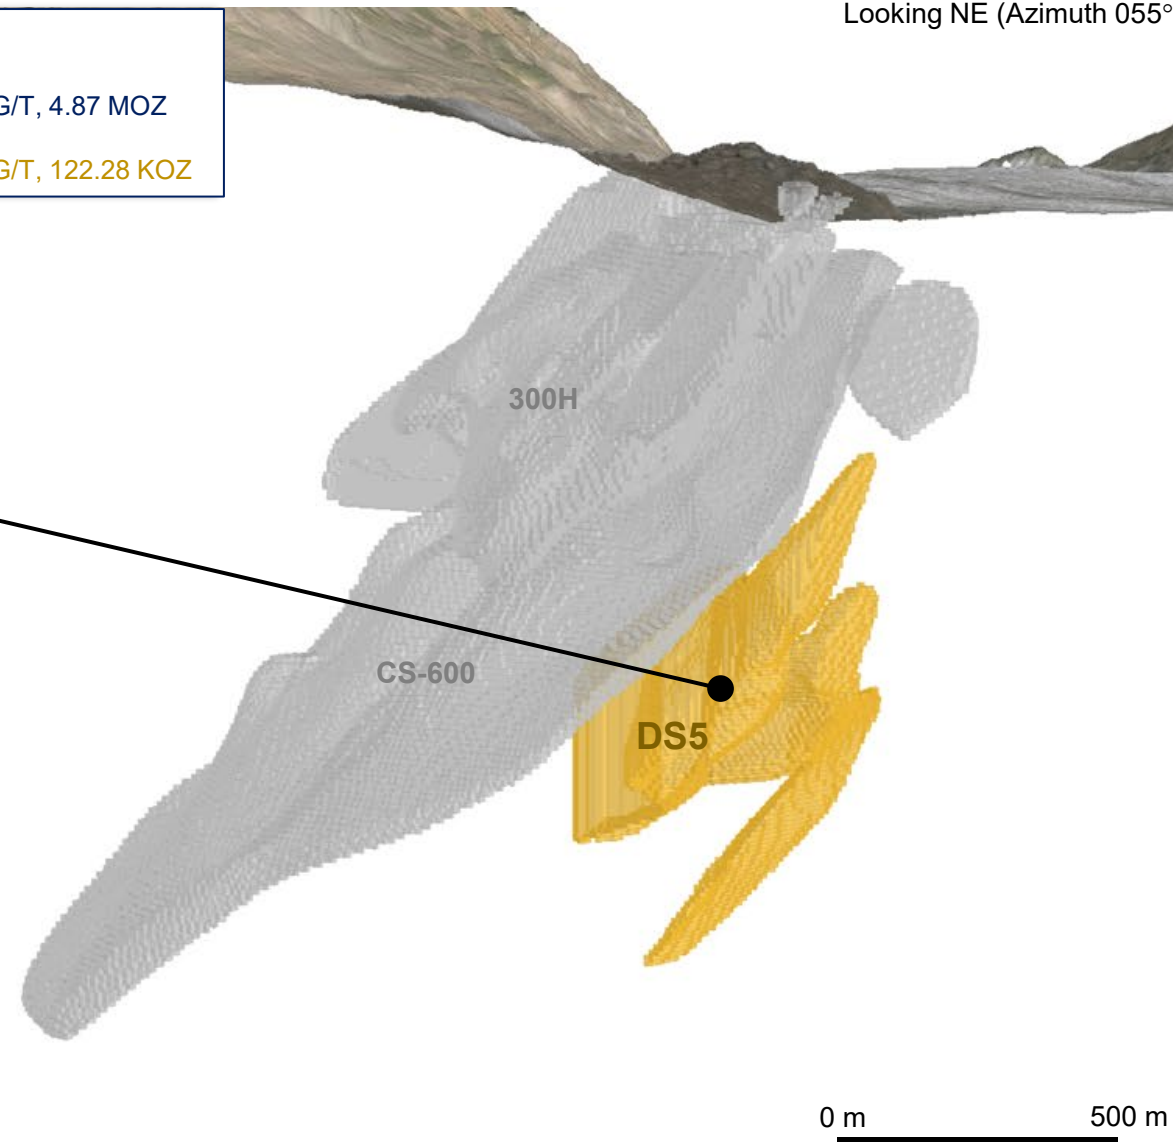 Looking NE (Azimuth 055°
G/T, 4.87 MOZ
G/T, 122.28 KOZ
300H
CS-600
DS5
0 m 500 m